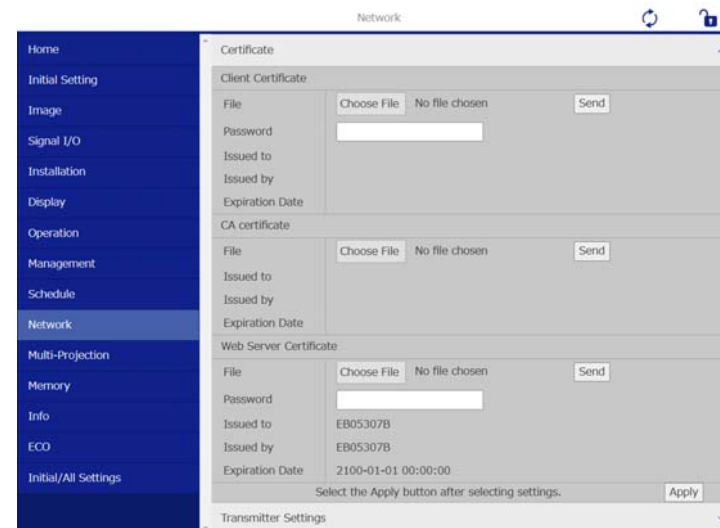 Network
Home
Initial Setting
Image
Signal I/O
Installation
Display
Operation
Management
Schedule
Network
Multi-Projection
Memory
Info
ECO
Initial/All Settings
Certificate
Client Certificate
File Choose File No file chosen Send
Password
Issued to
Issued by
Expiration Date
CA certificate
File Choose File No file chosen Send
Issued to
Issued by
Expiration Date
Web Server Certificate
File Choose File No file chosen Send
Password
Issued to EB05307B
Issued by EB05307B
Expiration Date 2100-01-01 00:00:00
Select the Apply button after selecting settings. Apply
Transmitter Settings